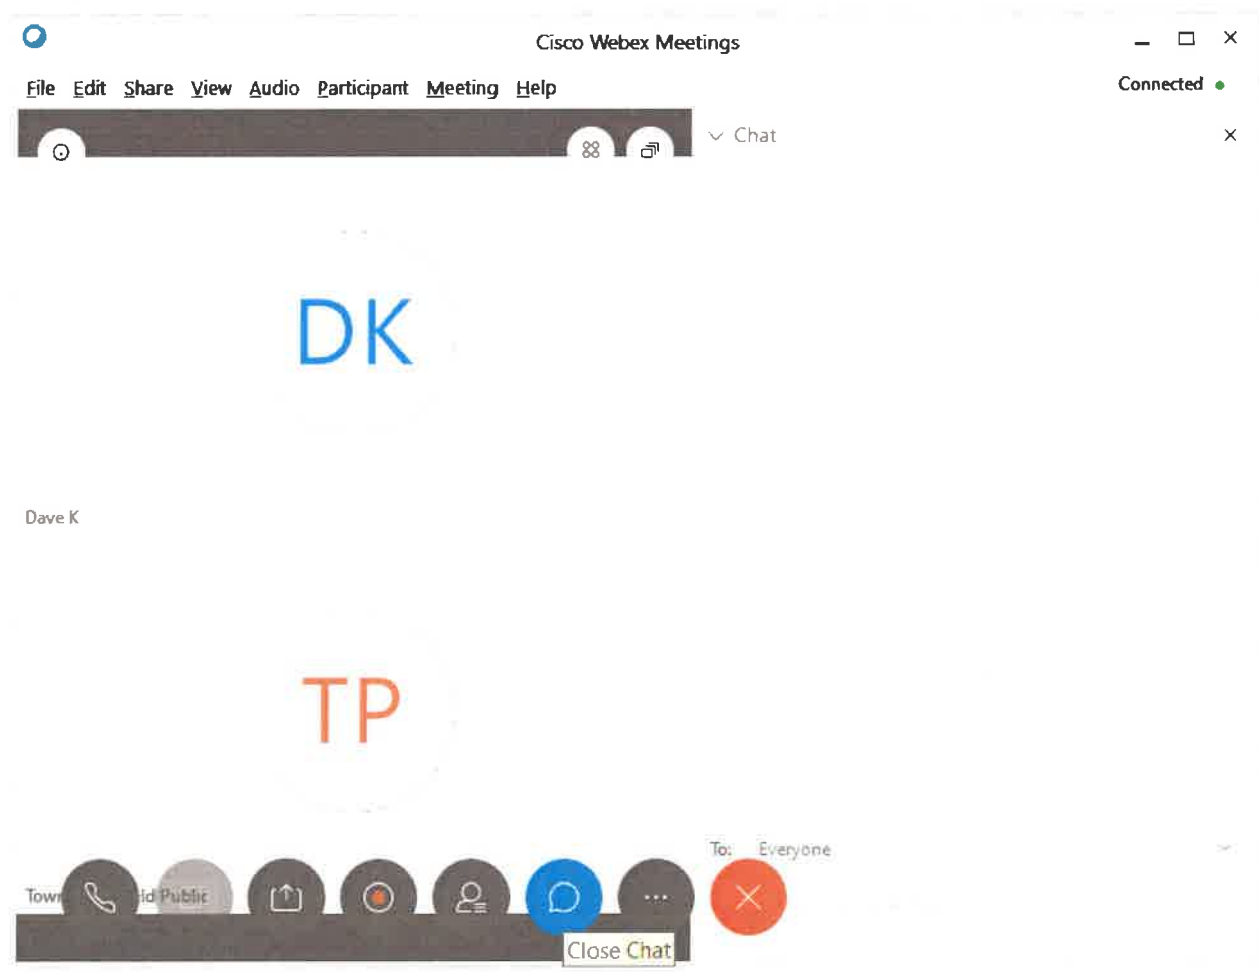 Cisco Webex Meetings
File Edit Share View Audio Participant Meeting Help
Connected
Chat
DK
Dave K
TP
To: Everyone
Public
Close Chat